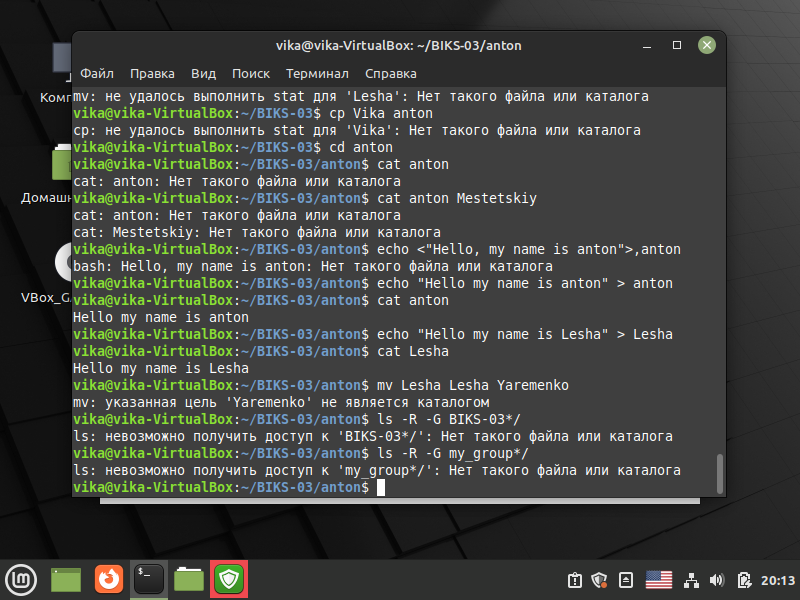 vika@vika-VirtualBox: ~/BIKS-03/anton
Файл Правка Вид Поиск Терминал Справка
mv: не удалось выполнить stat для 'Lesha': Нет такого файла или каталога
vika@vika-VirtualBox:~/BIKS-03$ cp Vika anton
cp: не удалось выполнить stat для 'Vika': Нет такого файла или каталога
vika@vika-VirtualBox:~/BIKS-03$ cd anton
vika@vika-VirtualBox:~/BIKS-03/anton$ cat anton
cat: anton: Нет такого файла или каталога
vika@vika-VirtualBox:~/BIKS-03/anton$ cat anton Mestetskiy
cat: anton: Нет такого файла или каталога
cat: Mestetskiy: Нет такого файла или каталога
vika@vika-VirtualBox:~/BIKS-03/anton$ echo <"Hello, my name is anton">,anton
bash: Hello, my name is anton: Нет такого файла или каталога
vika@vika-VirtualBox:~/BIKS-03/anton$ echo "Hello my name is anton" > anton
vika@vika-VirtualBox:~/BIKS-03/anton$ cat anton
Hello my name is anton
vika@vika-VirtualBox:~/BIKS-03/anton$ echo "Hello my name is Lesha" > Lesha
vika@vika-VirtualBox:~/BIKS-03/anton$ cat Lesha
Hello my name is Lesha
vika@vika-VirtualBox:~/BIKS-03/anton$ mv Lesha Lesha Yaremenko
mv: указанная цель 'Yaremenko' не является каталогом
vika@vika-VirtualBox:~/BIKS-03/anton$ ls -R -G BIKS-03*/
ls: невозможно получить доступ к 'BIKS-03*/': Нет такого файла или каталога
vika@vika-VirtualBox:~/BIKS-03/anton$ ls -R -G my_group*/
ls: невозможно получить доступ к 'my_group*/': Нет такого файла или каталога
vika@vika-VirtualBox:~/BIKS-03/anton$
Комп
Домашн
VBox_G
20:13